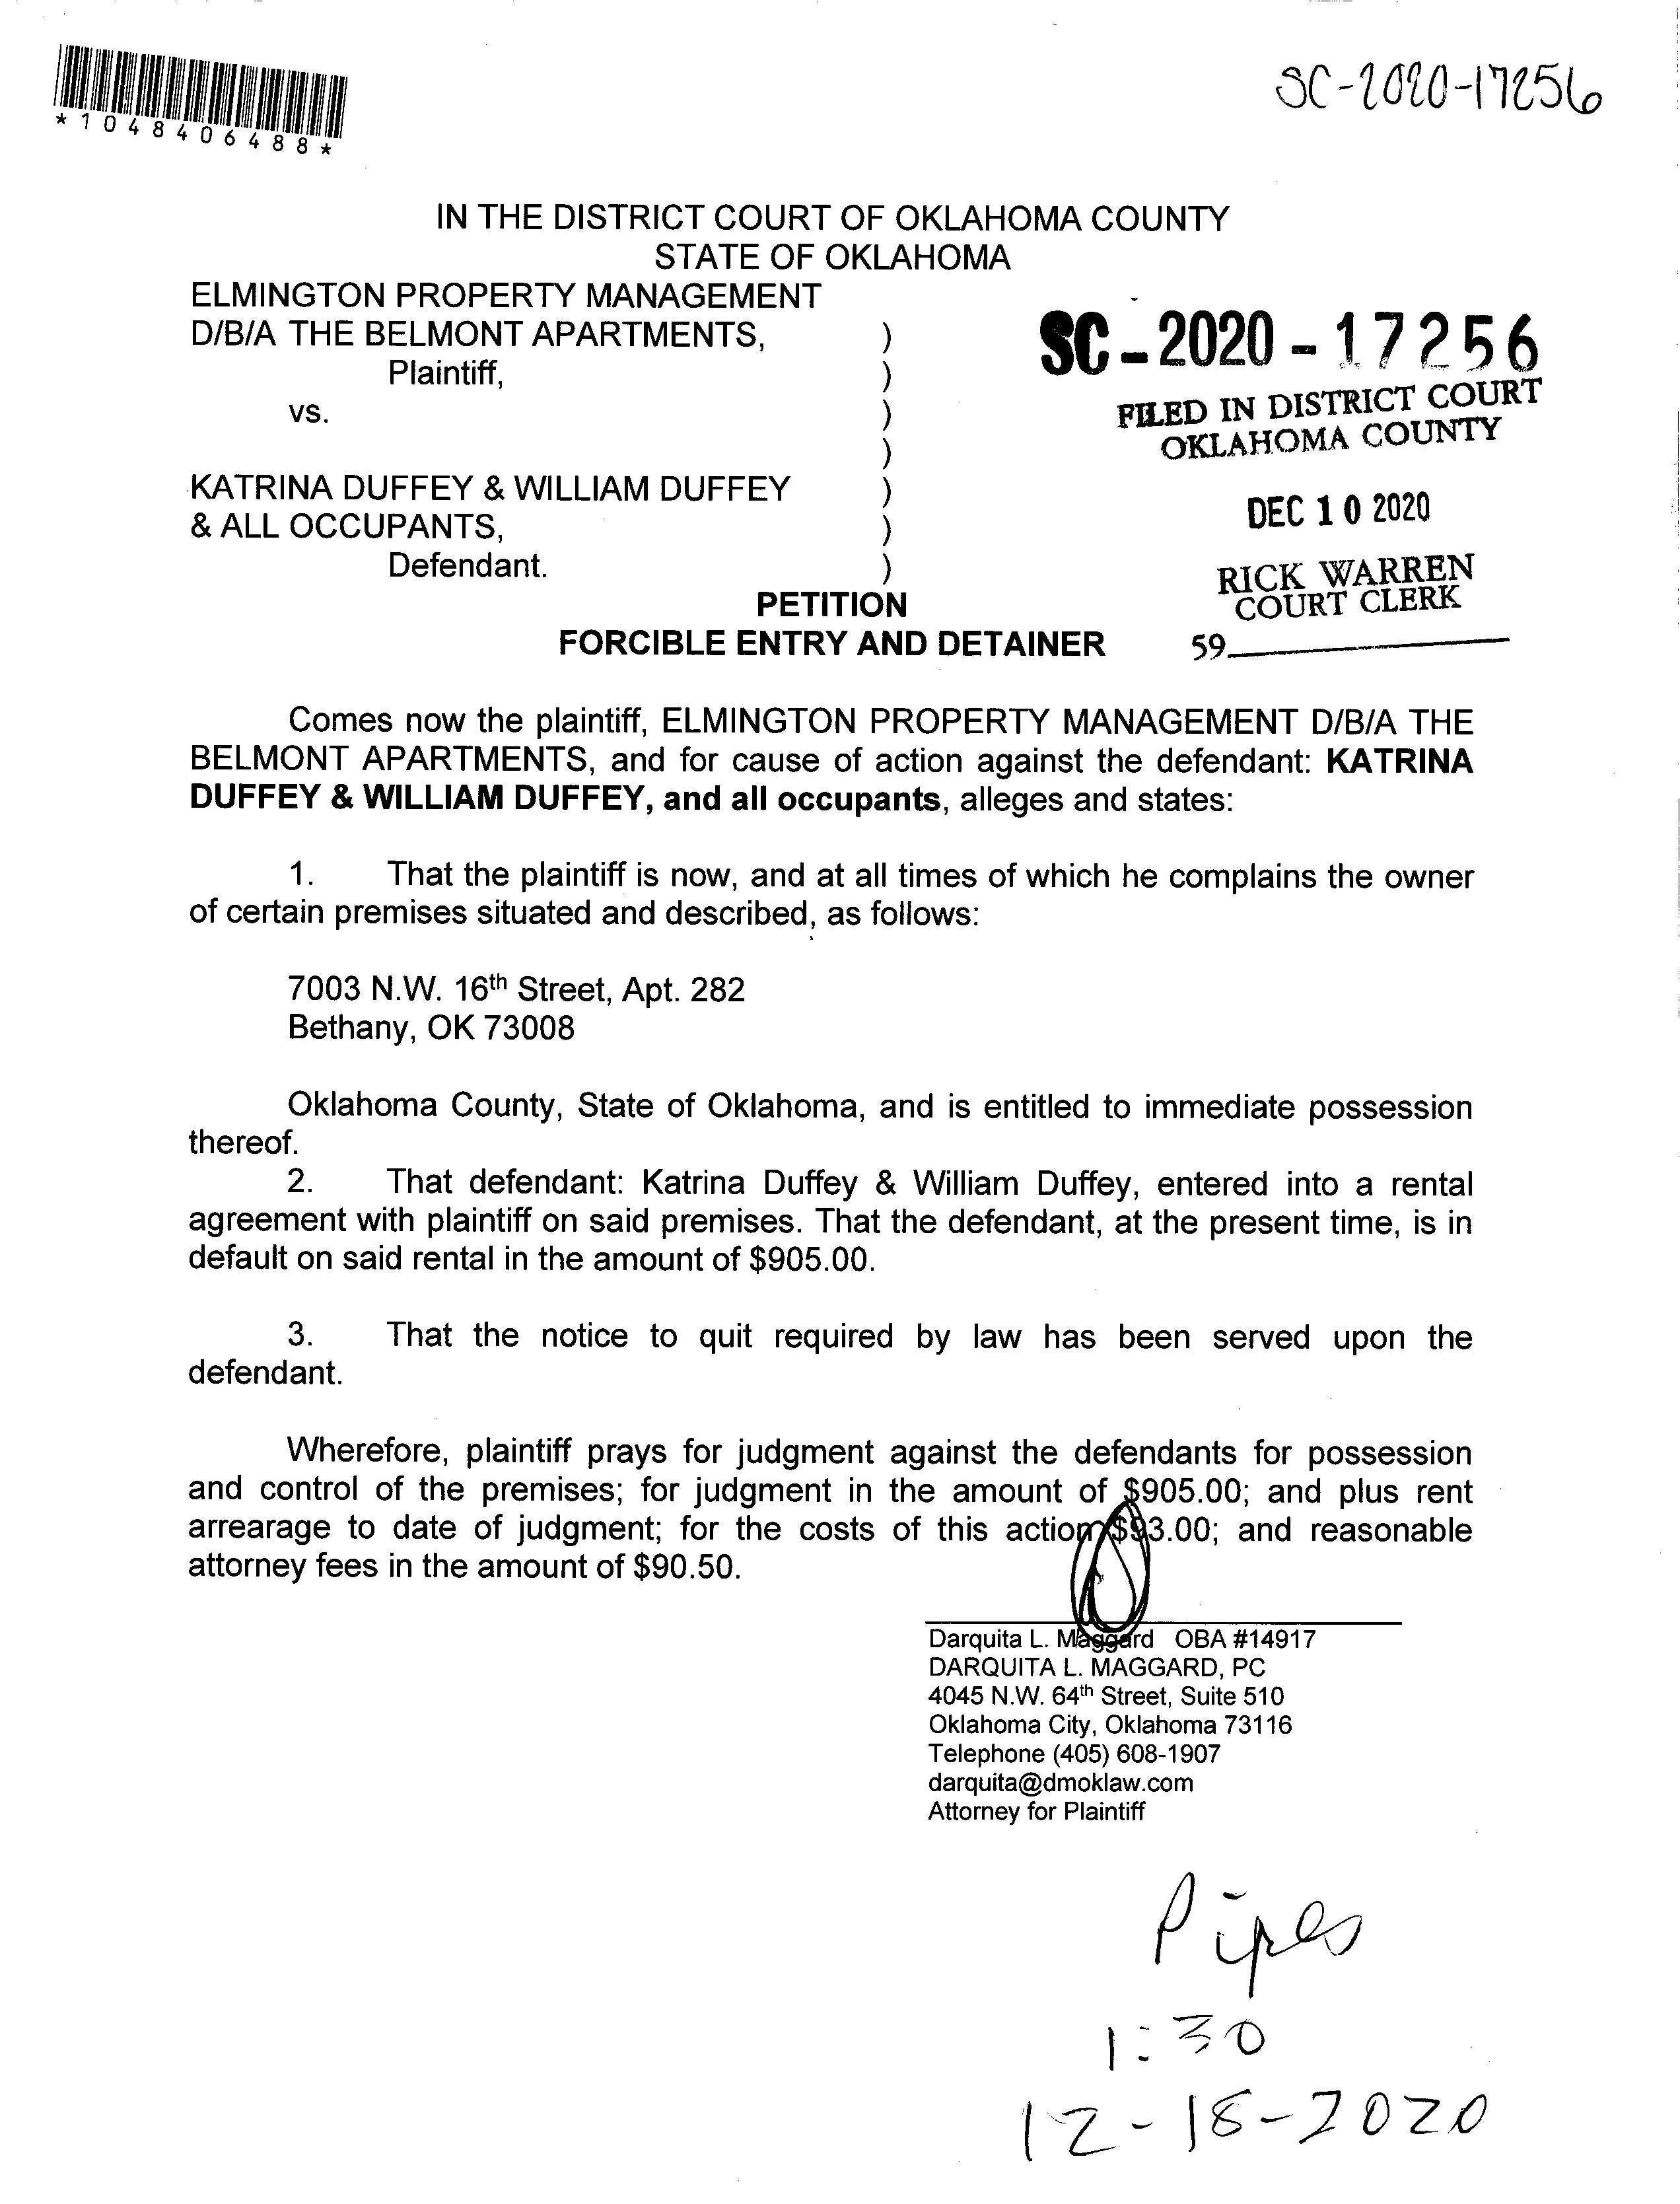 SC-2020-17256
*1048406488*
IN THE DISTRICT COURT OF OKLAHOMA COUNTY
STATE OF OKLAHOMA
ELMINGTON PROPERTY MANAGEMENT
D/B/A THE BELMONT APARTMENTS, )
Plaintiff, )
vs. )
)
KATRINA DUFFEY & WILLIAM DUFFEY )
& ALL OCCUPANTS, )
Defendant. )
SC-2020-17256
FILED IN DISTRICT COURT
OKLAHOMA COUNTY
DEC 10 2020
RICK WARREN
COURT CLERK
59
PETITION
FORCIBLE ENTRY AND DETAINER
Comes now the plaintiff, ELMINGTON PROPERTY MANAGEMENT D/B/A THE
BELMONT APARTMENTS, and for cause of action against the defendant: KATRINA
DUFFEY & WILLIAM DUFFEY, and all occupants, alleges and states:
1. That the plaintiff is now, and at all times of which he complains the owner
of certain premises situated and described, as follows:
7003 N.W. 16th Street, Apt. 282
Bethany, OK 73008
Oklahoma County, State of Oklahoma, and is entitled to immediate possession
thereof.
2. That defendant: Katrina Duffey & William Duffey, entered into a rental
agreement with plaintiff on said premises. That the defendant, at the present time, is in
default on said rental in the amount of $905.00.
3. That the notice to quit required by law has been served upon the
defendant.
Wherefore, plaintiff prays for judgment against the defendants for possession
and control of the premises; for judgment in the amount of $905.00; and plus rent
arrearage to date of judgment; for the costs of this action $93.00; and reasonable
attorney fees in the amount of $90.50.
Darquita L. Maggard OBA #14917
DARQUITA L. MAGGARD, PC
4045 N.W. 64th Street, Suite 510
Oklahoma City, Oklahoma 73116
Telephone (405) 608-1907
darquita@dmoklaw.com
Attorney for Plaintiff
Pipes
1:30
12-18-2020